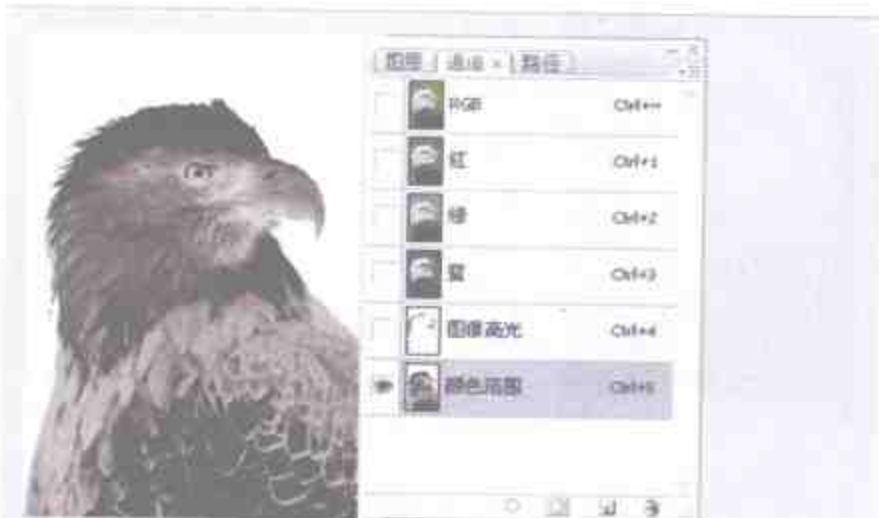 图层 通道 × 路径
RGB Ctrl+~
红 Ctrl+1
绿 Ctrl+2
蓝 Ctrl+3
图像高光 Ctrl+4
颜色范围 Ctrl+5